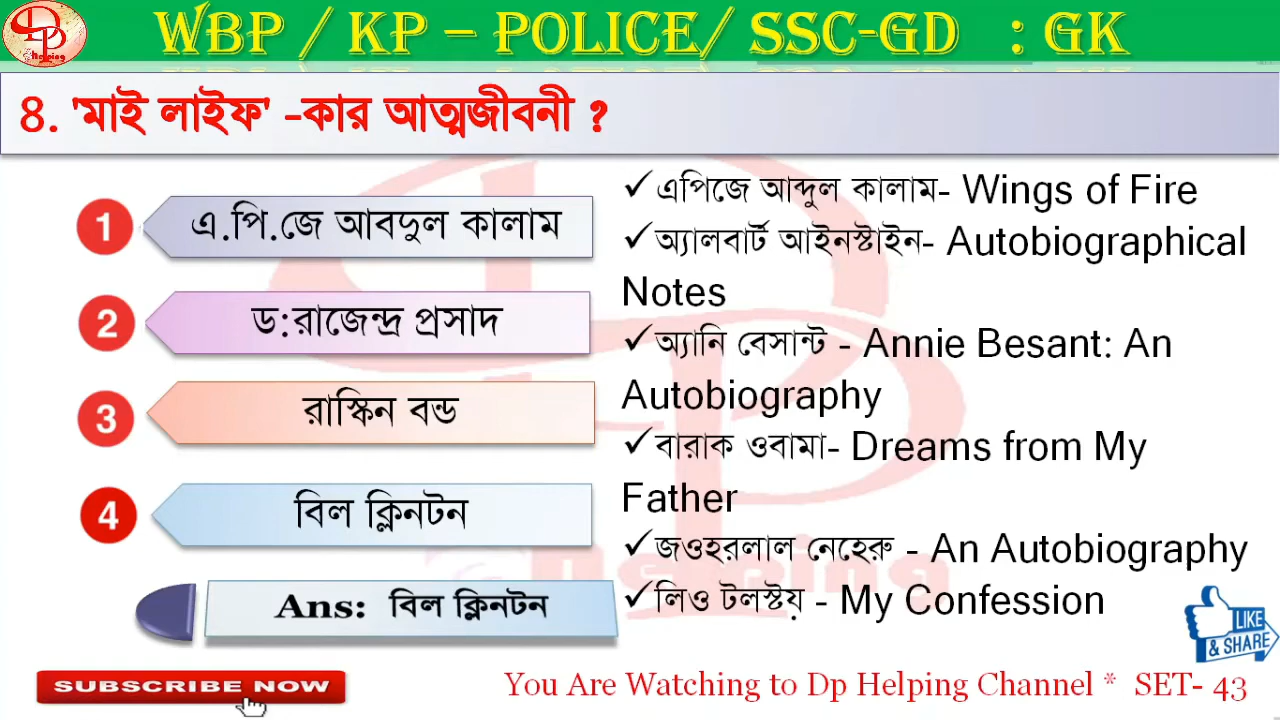 DP
Helping
WBP / KP – POLICE/ SSC-GD : GK
8. 'মাই লাইফ' -কার আত্মজীবনী ?
1 এ.পি.জে আবদুল কালাম
2 ড:রাজেন্দ্র প্রসাদ
3 রাস্কিন বন্ড
4 বিল ক্লিনটন
Ans: বিল ক্লিনটন
✓এপিজে আব্দুল কালাম- Wings of Fire
✓অ্যালবার্ট আইনস্টাইন- Autobiographical
Notes
✓অ্যানি বেসান্ট - Annie Besant: An
Autobiography
✓বারাক ওবামা- Dreams from My
Father
✓জওহরলাল নেহেরু - An Autobiography
✓লিও টলস্টয় - My Confession
LIKE
& SHARE
SUBSCRIBE NOW
You Are Watching to Dp Helping Channel * SET- 43